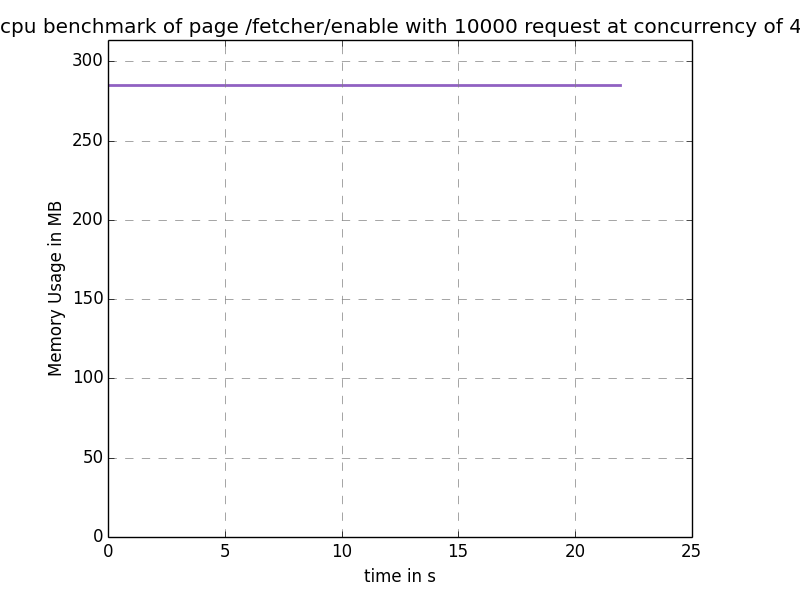 cpu benchmark of page /fetcher/enable with 10000 request at concurrency of 4
300
250
200
150
100
50
0
Memory Usage in MB
0 5 10 15 20 25
time in s